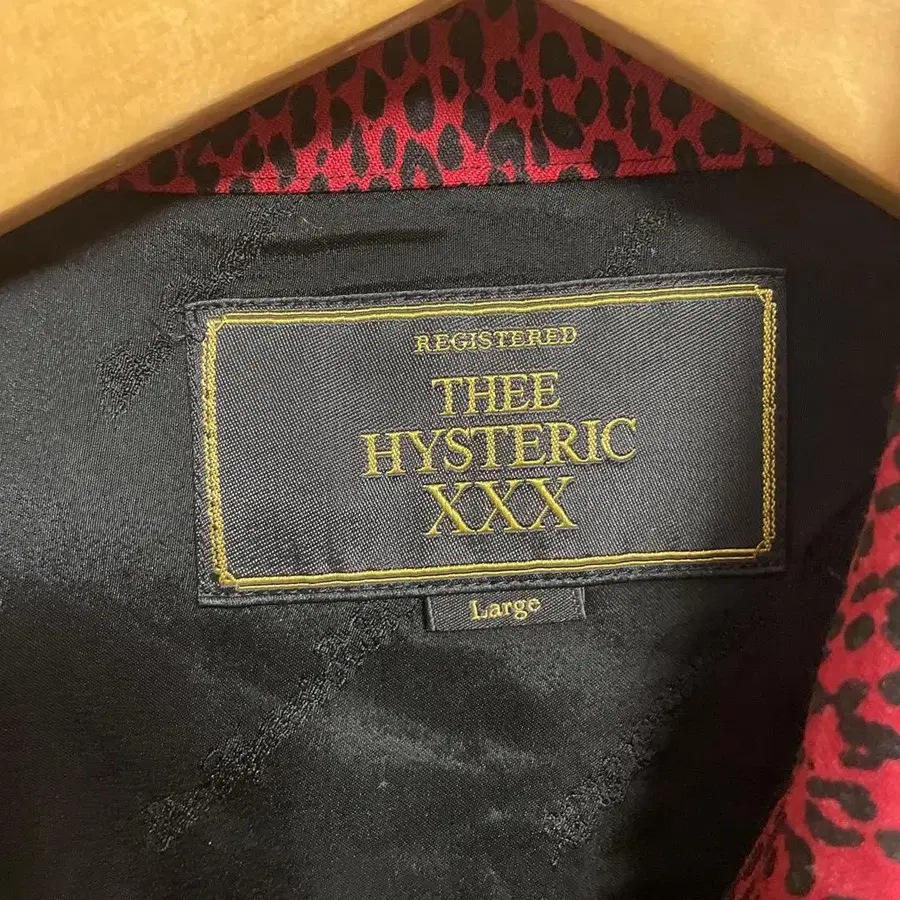 REGISTERED
THEE
HYSTERIC
XXX
Large